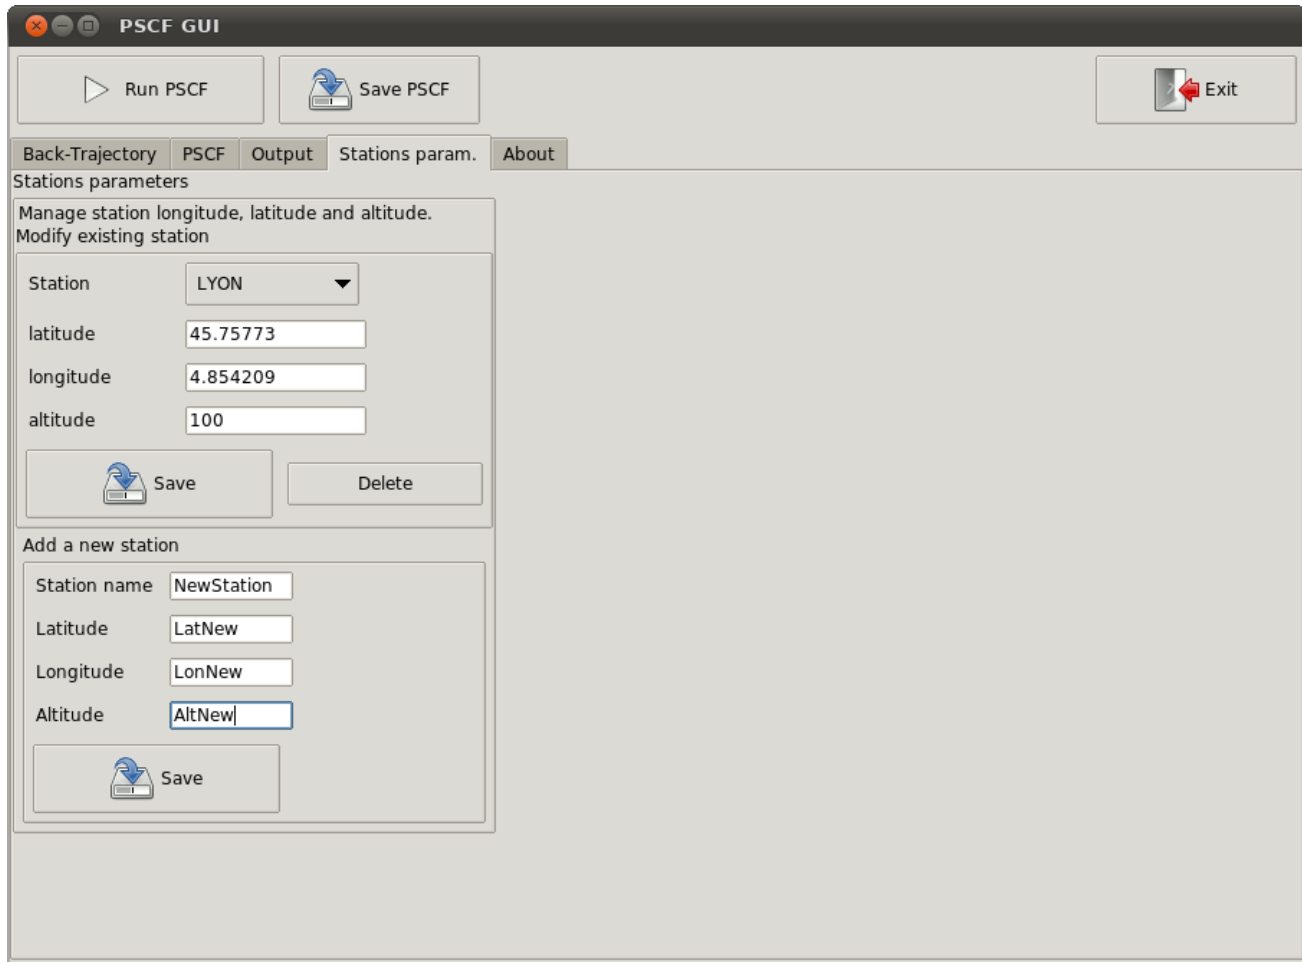 PSCF GUI
Run PSCF Save PSCF Exit
Back-Trajectory PSCF Output Stations param. About
Stations parameters
Manage station longitude, latitude and altitude.
Modify existing station
Station LYON
latitude 45.75773
longitude 4.854209
altitude 100
Save Delete
Add a new station
Station name NewStation
Latitude LatNew
Longitude LonNew
Altitude AltNew
Save